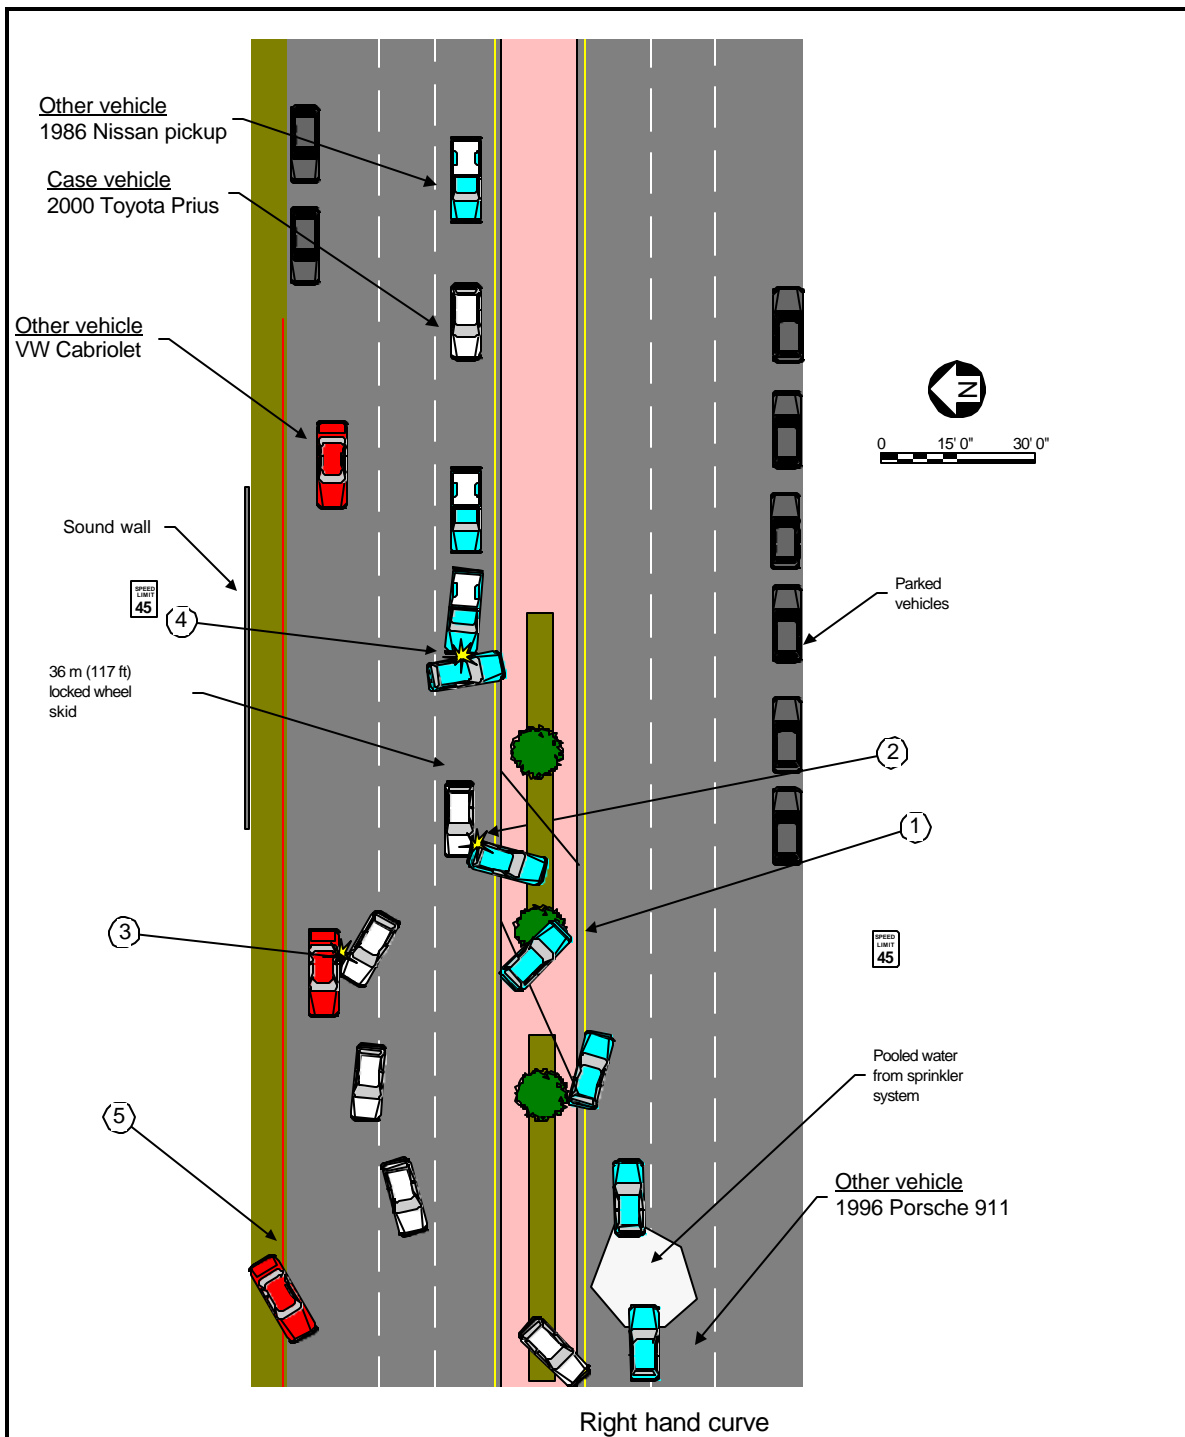 Other vehicle
1986 Nissan pickup
Case vehicle
2000 Toyota Prius
Other vehicle
VW Cabriolet
N
0 15' 0" 30' 0"
Sound wall
SPEED
LIMIT
45
4
Parked
vehicles
36 m (117 ft)
locked wheel
skid
2
1
3
SPEED
LIMIT
45
Pooled water
from sprinkler
system
5
Other vehicle
1996 Porsche 911
Right hand curve